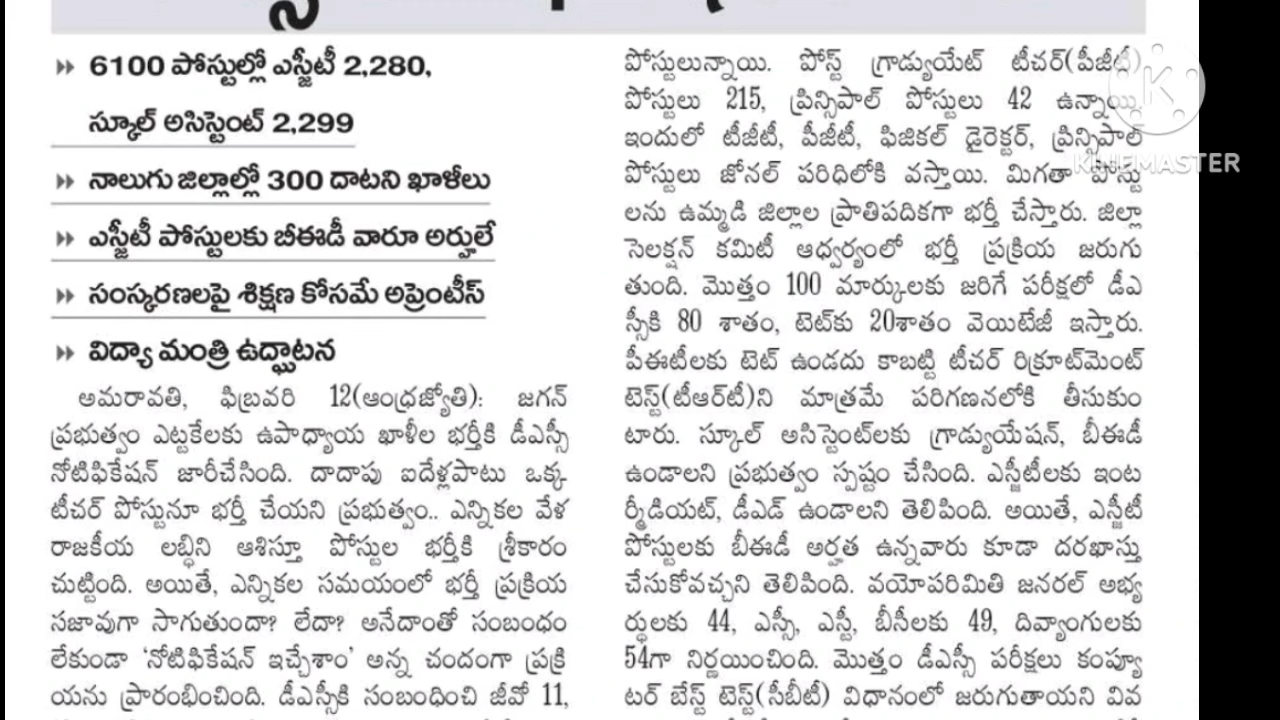 6100 పోస్టుల్లో ఎస్జీటీ 2,280,
స్కూల్ అసిస్టెంట్ 2,299
నాలుగు జిల్లాల్లో 300 దాటని ఖాళీలు
ఎస్జీటీ పోస్టులకు బీఈడీ వారూ అర్హులే
సంస్కరణలపై శిక్షణ కోసమే అప్రెంటీస్
విద్యా మంత్రి ఉద్ఘాటన
అమరావతి, ఫిబ్రవరి 12(ఆంధ్రజ్యోతి): జగన్
ప్రభుత్వం ఎట్టకేలకు ఉపాధ్యాయ ఖాళీల భర్తీకి డీఎస్సీ
నోటిఫికేషన్ జారీచేసింది. దాదాపు ఐదేళ్లపాటు ఒక్క
టీచర్ పోస్టునూ భర్తీ చేయని ప్రభుత్వం.. ఎన్నికల వేళ
రాజకీయ లబ్ధిని ఆశిస్తూ పోస్టుల భర్తీకి శ్రీకారం
చుట్టింది. అయితే, ఎన్నికల సమయంలో భర్తీ ప్రక్రియ
సజావుగా సాగుతుందా? లేదా? అనేదాంతో సంబంధం
లేకుండా ‘నోటిఫికేషన్ ఇచ్చేశాం’ అన్న చందంగా ప్రక్రి
యను ప్రారంభించింది. డీఎస్సీకి సంబంధించి జీవో 11,
పోస్టులున్నాయి. పోస్ట్ గ్రాడ్యుయేట్ టీచర్(పీజీటీ)
పోస్టులు 215, ప్రిన్సిపాల్ పోస్టులు 42 ఉన్నాయి.
ఇందులో టీజీటీ, పీజీటీ, ఫిజికల్ డైరెక్టర్, ప్రిన్సిపాల్
పోస్టులు జోనల్ పరిధిలోకి వస్తాయి. మిగతా పోస్టు
లను ఉమ్మడి జిల్లాల ప్రాతిపదికగా భర్తీ చేస్తారు. జిల్లా
సెలక్షన్ కమిటీ ఆధ్వర్యంలో భర్తీ ప్రక్రియ జరుగు
తుంది. మొత్తం 100 మార్కులకు జరిగే పరీక్షలో డీఎ
స్సీకి 80 శాతం, టెట్‌కు 20శాతం వెయిటేజీ ఇస్తారు.
పీఈటీలకు టెట్ ఉండదు కాబట్టి టీచర్ రిక్రూట్‌మెంట్
టెస్ట్(టీఆర్‌టీ)ని మాత్రమే పరిగణనలోకి తీసుకుం
టారు. స్కూల్ అసిస్టెంట్‌లకు గ్రాడ్యుయేషన్, బీఈడీ
ఉండాలని ప్రభుత్వం స్పష్టం చేసింది. ఎస్జీటీలకు ఇంట
ర్మీడియట్, డీఎడ్ ఉండాలని తెలిపింది. అయితే, ఎస్జీటీ
పోస్టులకు బీఈడీ అర్హత ఉన్నవారు కూడా దరఖాస్తు
చేసుకోవచ్చని తెలిపింది. వయోపరిమితి జనరల్ అభ్య
ర్థులకు 44, ఎస్సీ, ఎస్టీ, బీసీలకు 49, దివ్యాంగులకు
54గా నిర్ణయించింది. మొత్తం డీఎస్సీ పరీక్షలు కంప్యూ
టర్ బేస్డ్ టెస్ట్(సీబీటీ) విధానంలో జరుగుతాయని వివ
KINEMASTER